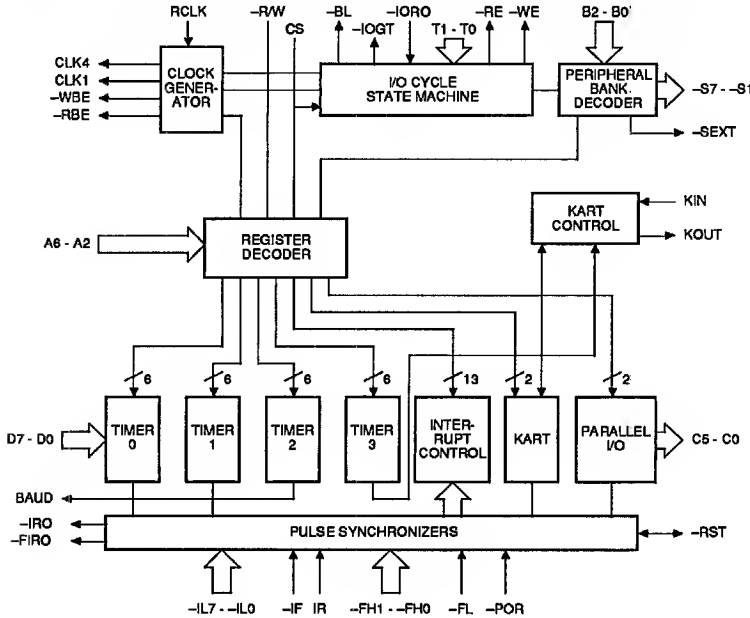 RCLK
–R/W
CS
–BL
–IOGT
–IORO
T1 - T0
–RE
–WE
B2 - B0
CLK4
CLK1
–WBE
–RBE
CLOCK
GENER-
ATOR
I/O CYCLE
STATE MACHINE
PERIPHERAL
BANK
DECODER
–S7 - –S1
–SEXT
A6 - A2
REGISTER
DECODER
KART
CONTROL
KIN
KOUT
6
6
6
6
13
2
2
D7 - D0
TIMER
0
TIMER
1
TIMER
2
TIMER
3
INTER-
RUPT
CONTROL
KART
PARALLEL
I/O
C5 - C0
BAUD
–IRO
–FIRO
PULSE SYNCHRONIZERS
–RST
–IL7 - –IL0
–IF
IR
–FH1 - –FH0
–FL
–POR